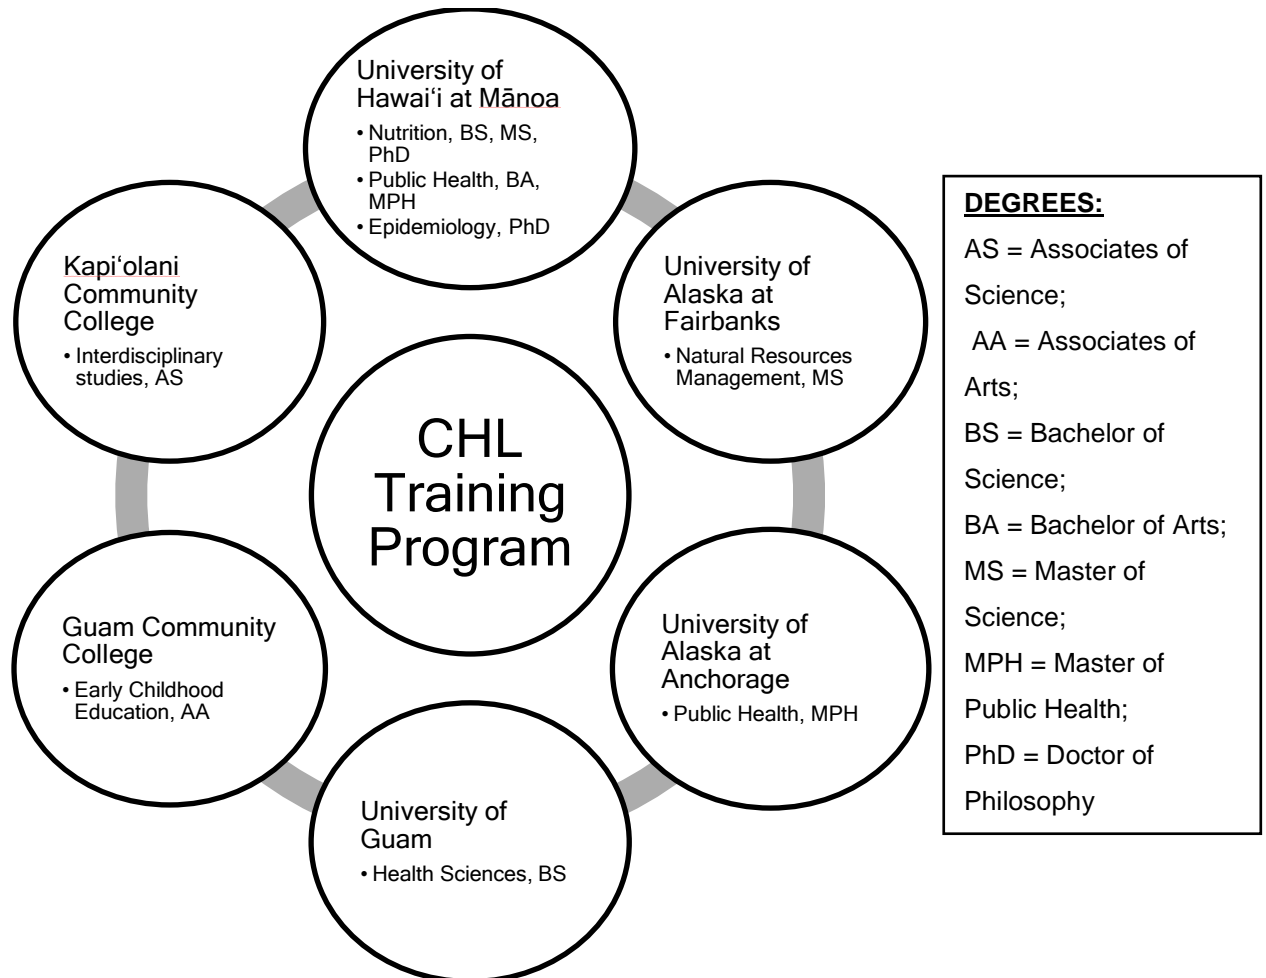 University of
Hawai‘i at Mānoa
• Nutrition, BS, MS,
PhD
• Public Health, BA,
MPH
• Epidemiology, PhD
University of
Alaska at
Fairbanks
• Natural Resources
Management, MS
University of
Alaska at
Anchorage
• Public Health, MPH
University of
Guam
• Health Sciences, BS
Guam Community
College
• Early Childhood
Education, AA
Kapi‘olani
Community
College
• Interdisciplinary
studies, AS
CHL
Training
Program
DEGREES:
AS = Associates of
Science;
AA = Associates of
Arts;
BS = Bachelor of
Science;
BA = Bachelor of Arts;
MS = Master of
Science;
MPH = Master of
Public Health;
PhD = Doctor of
Philosophy